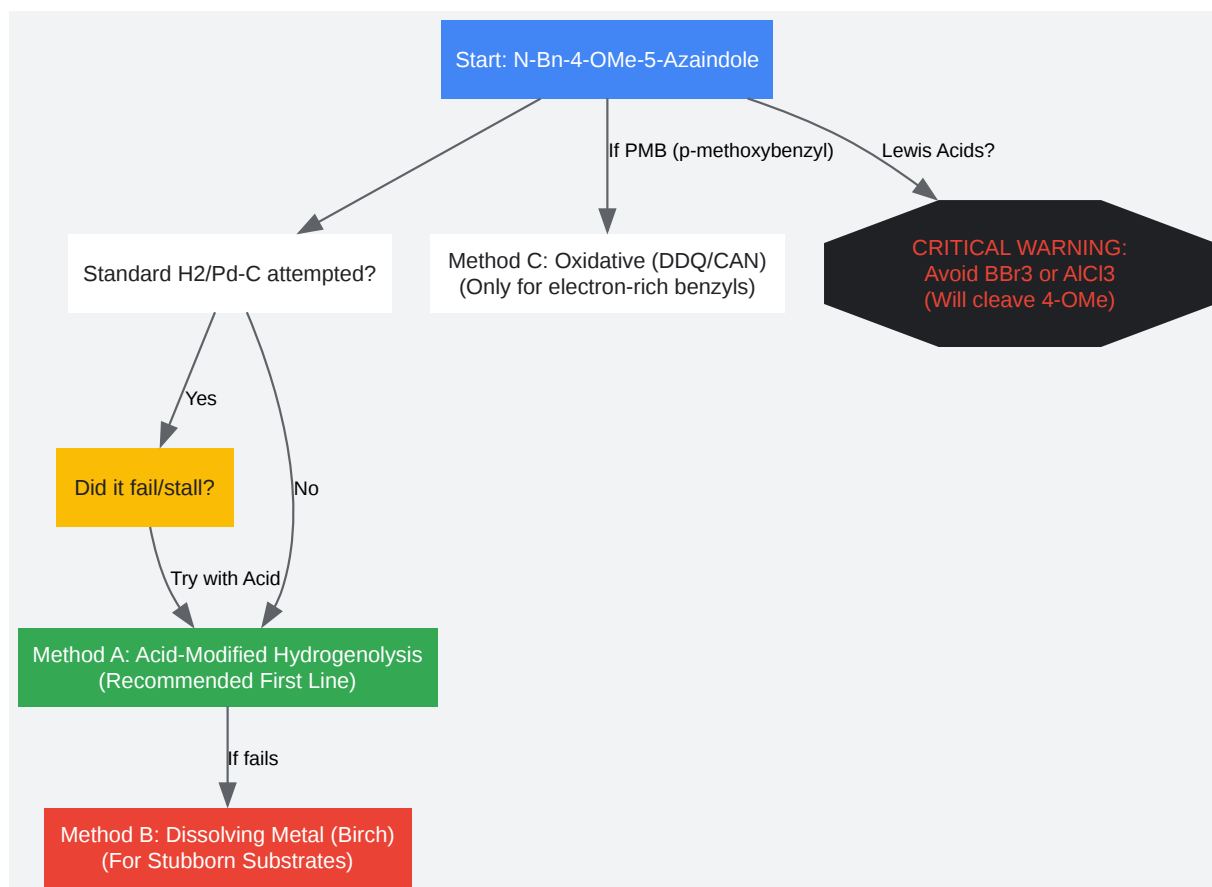 Start: N-Bn-4-OMe-5-Azaindole
If PMB (p-methoxybenzyl)
Lewis Acids?
Standard H2/Pd-C attempted?
Method C: Oxidative (DDQ/CAN)
(Only for electron-rich benzyls)
CRITICAL WARNING:
Avoid BBr3 or AlCl3
(Will cleave 4-OMe)
Yes
No
Did it fail/stall?
Try with Acid
Method A: Acid-Modified Hydrogenolysis
(Recommended First Line)
If fails
Method B: Dissolving Metal (Birch)
(For Stubborn Substrates)